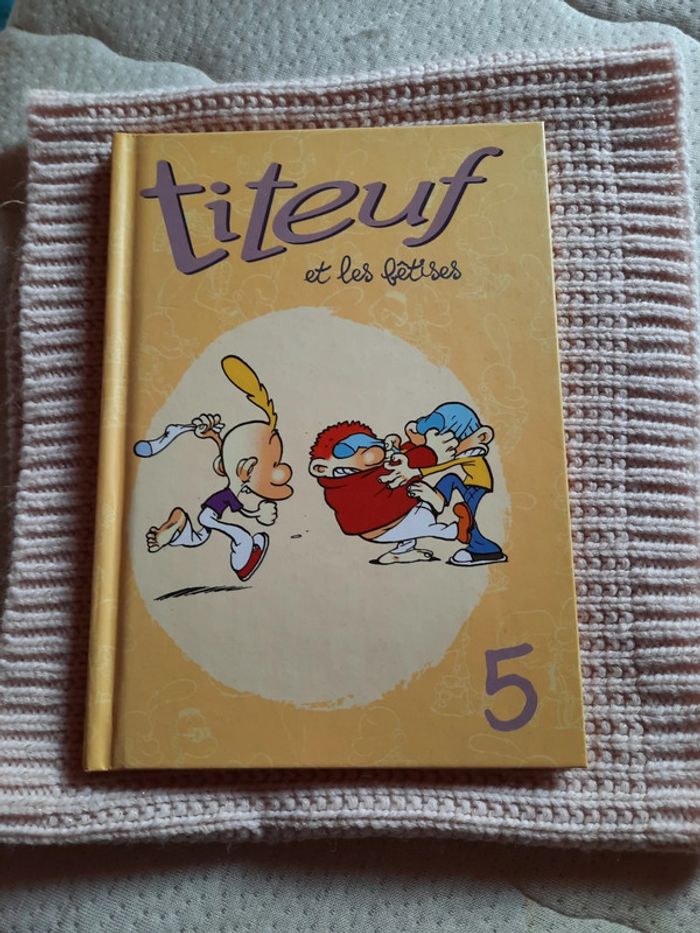 titeuf
et les bêtises
5